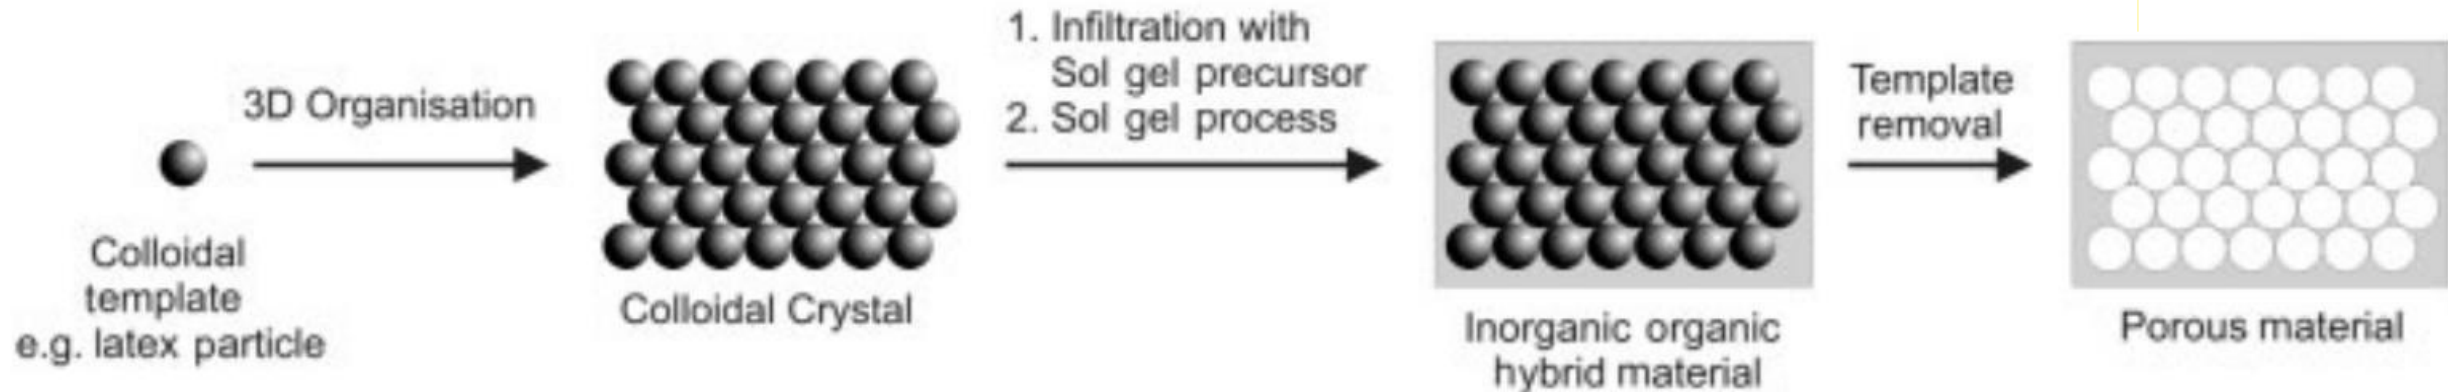 3D Organisation
Colloidal
template
e.g. latex particle
Colloidal Crystal
1. Infiltration with
Sol gel precursor
2. Sol gel process
Inorganic organic
hybrid material
Template
removal
Porous material